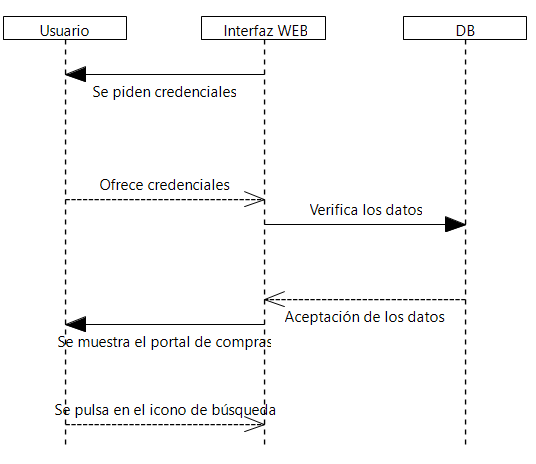 Usuario
Interfaz WEB
DB
Se piden credenciales
Ofrece credenciales
Verifica los datos
Aceptación de los datos
Se muestra el portal de compras
Se pulsa en el icono de búsqueda